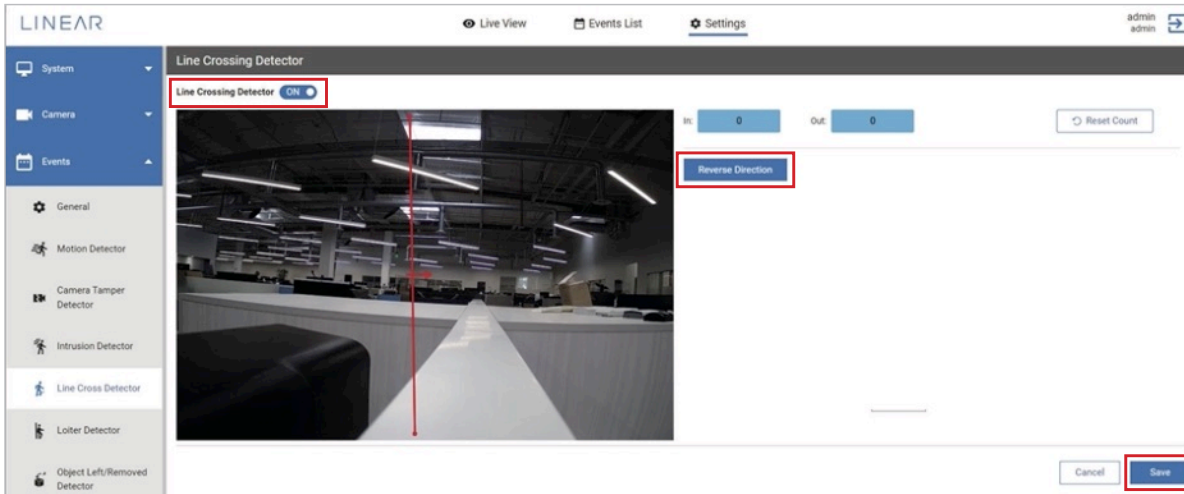 LINEAR
Live View
Events List
Settings
admin
admin
System
Camera
Events
General
Motion Detector
Camera Tamper
Detector
Intrusion Detector
Line Cross Detector
Loiter Detector
Object Left/Removed
Detector
Line Crossing Detector
Line Crossing Detector ON
In: 0 Out: 0 Reset Count
Reverse Direction
Cancel Save